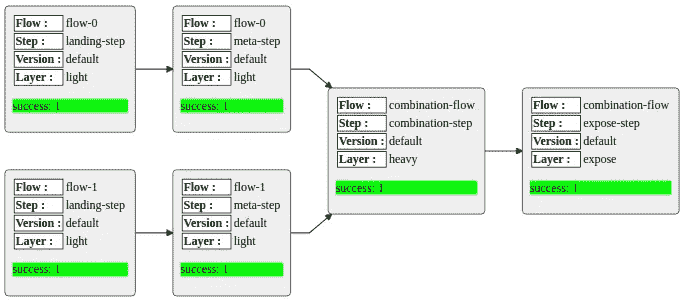 Flow : flow-0
Step : landing-step
Version : default
Layer : light
success: 1
Flow : flow-0
Step : meta-step
Version : default
Layer : light
success: 1
Flow : combination-flow
Step : combination-step
Version : default
Layer : heavy
success: 1
Flow : combination-flow
Step : expose-step
Version : default
Layer : expose
success: 1
Flow : flow-1
Step : landing-step
Version : default
Layer : light
success: 1
Flow : flow-1
Step : meta-step
Version : default
Layer : light
success: 1